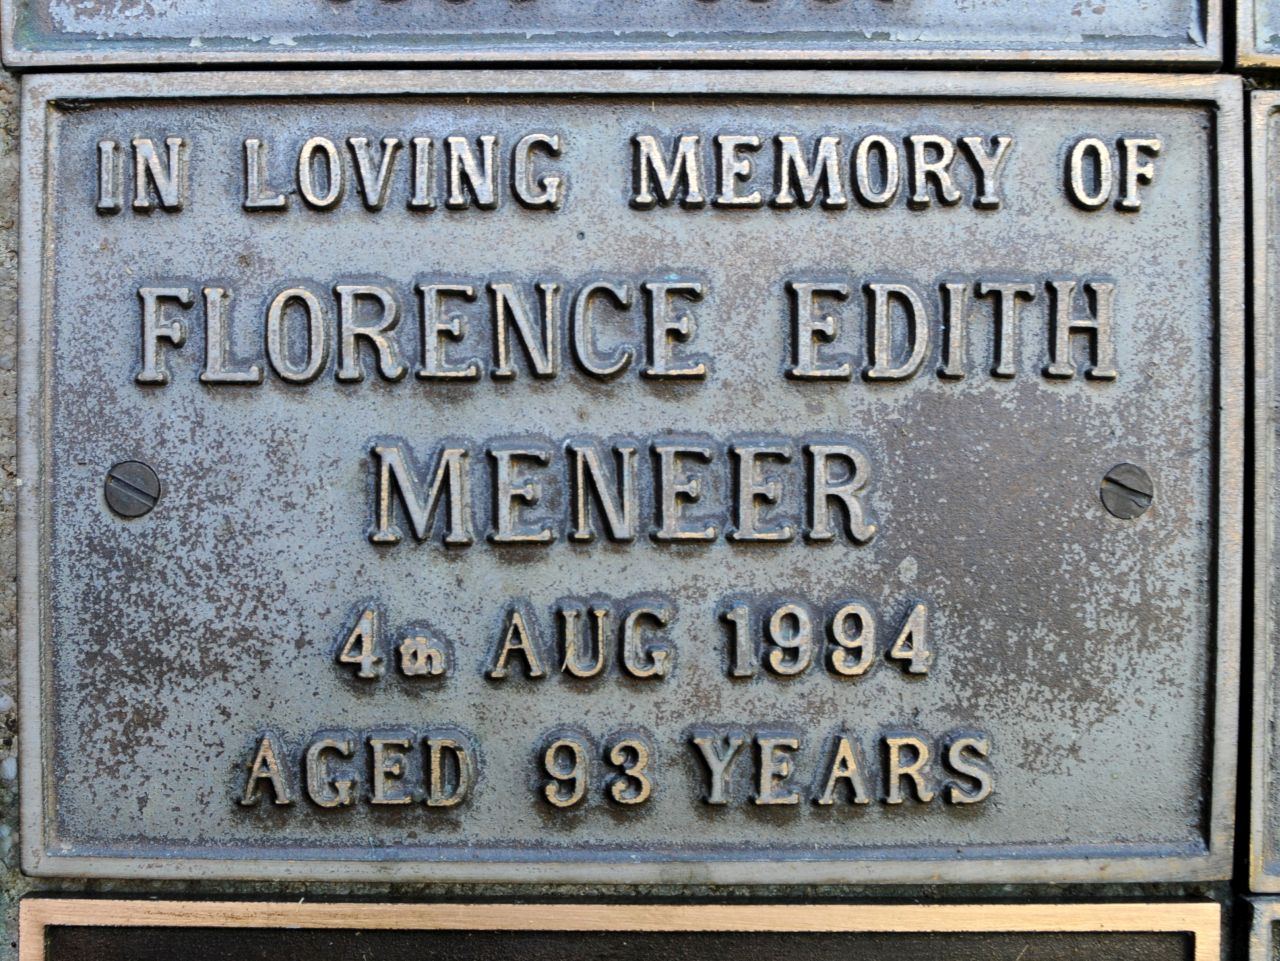 IN LOVING MEMORY OF
FLORENCE EDITH
MENEER
4th AUG 1994
AGED 93 YEARS